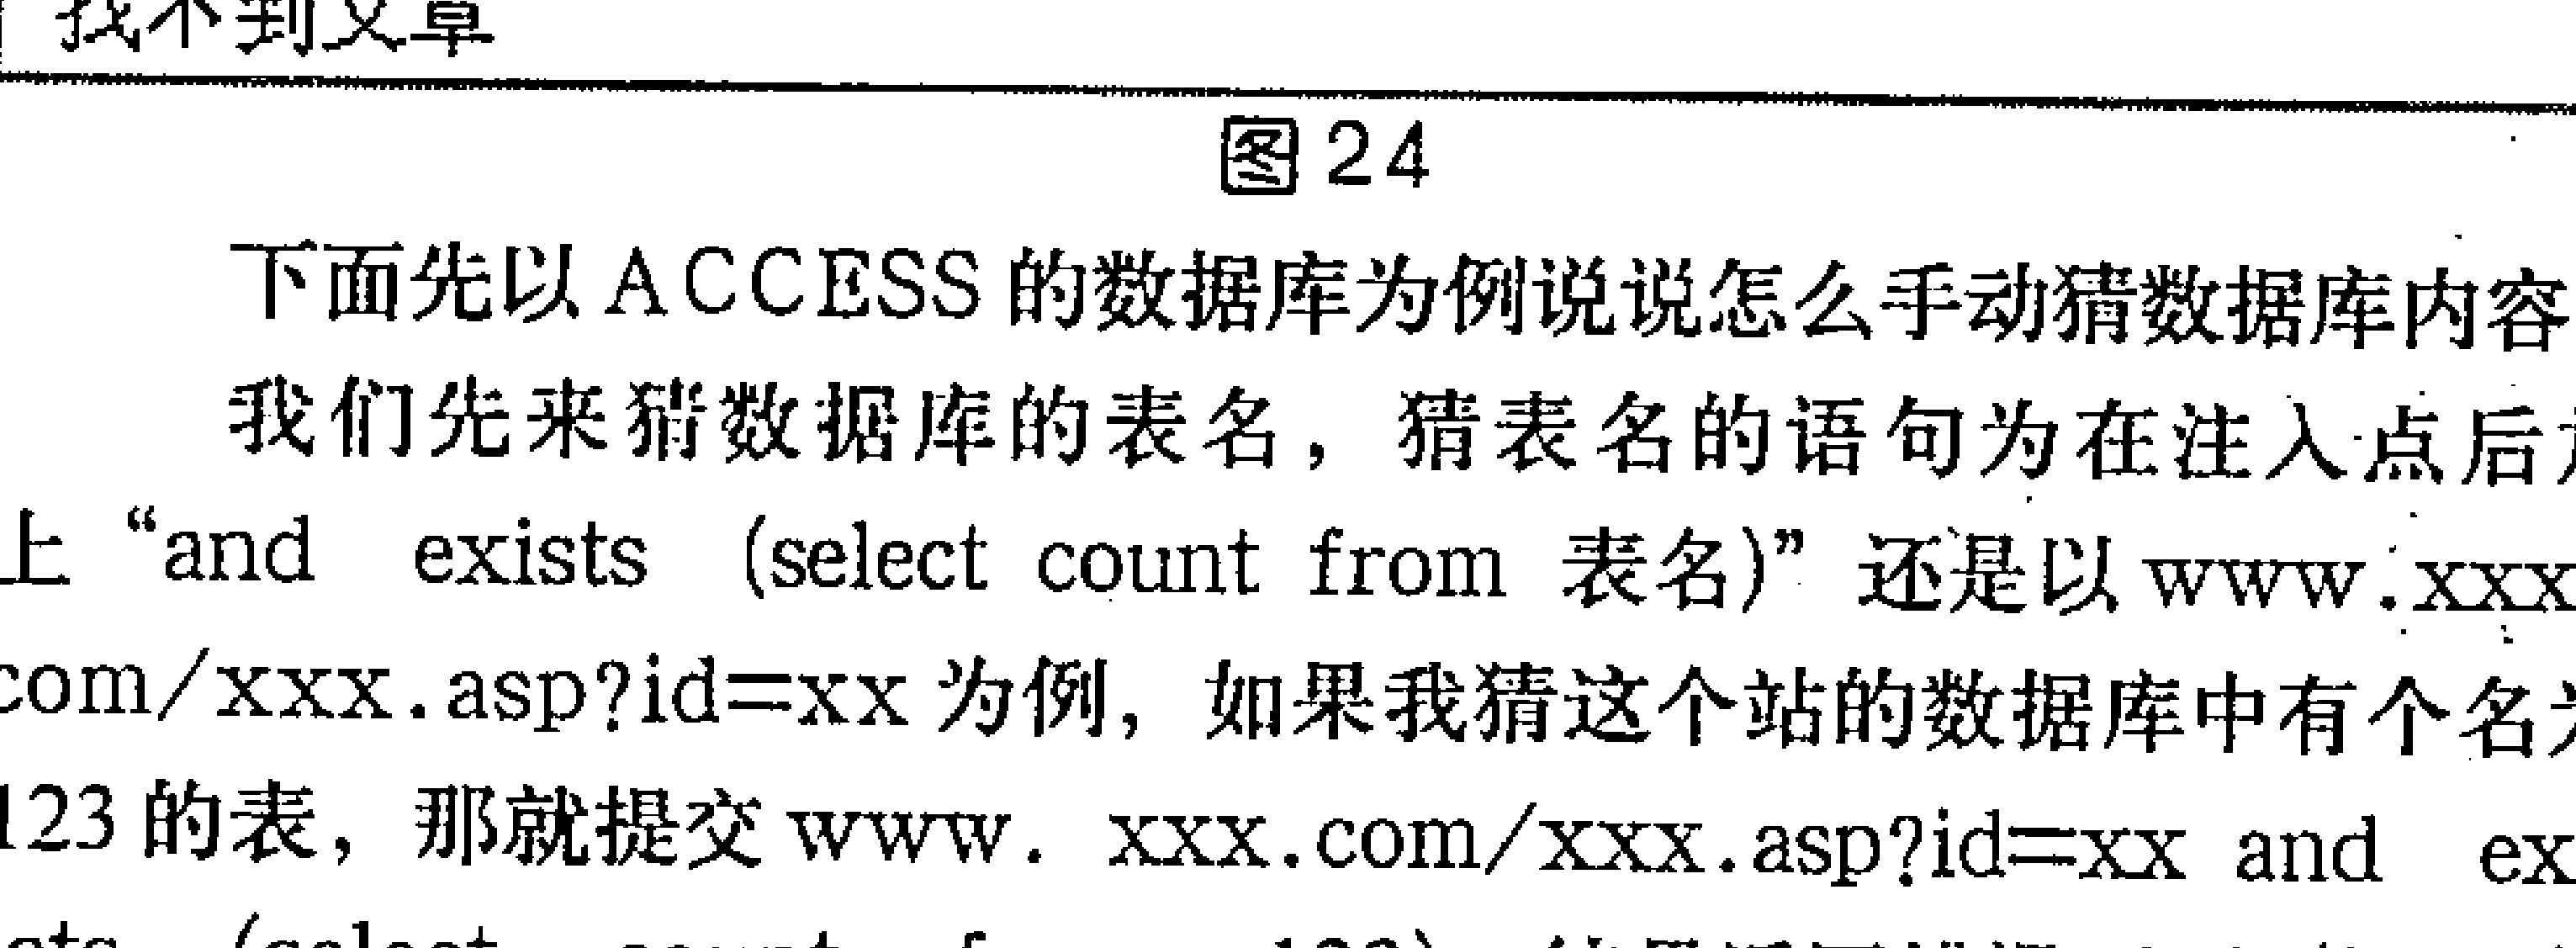 找不到文章
图24
下面先以ACCESS的数据库为例说说怎么手动猜数据库内容
我们先来猜数据库的表名，猜表名的语句为在注入点后
上 “and exists (select count from 表名)” 还是以www.xxx
com/xxx.asp?id=xx为例，如果我猜这个站的数据库中有个名
123的表，那就提交www. xxx.com/xxx.asp?id=xx and ex
(select count